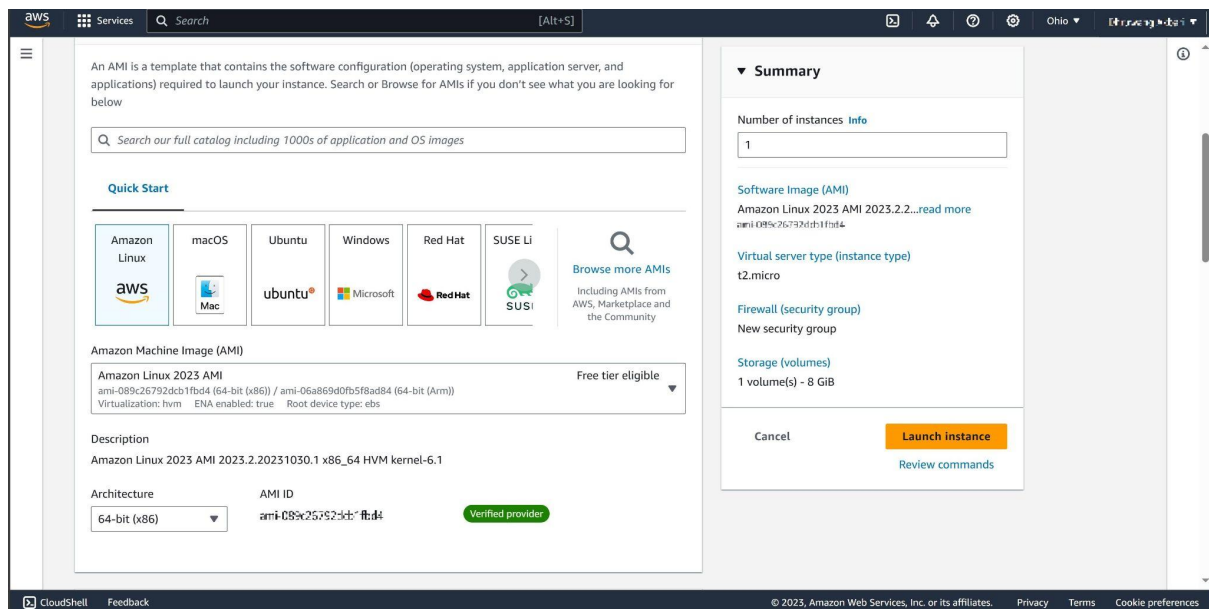 aws
Services
Search
[Alt+S]
Ohio
An AMI is a template that contains the software configuration (operating system, application server, and
applications) required to launch your instance. Search or Browse for AMIs if you don't see what you are looking for
below
Search our full catalog including 1000s of application and OS images
Quick Start
Amazon
Linux
aws
macOS
Mac
Ubuntu
ubuntu®
Windows
Microsoft
Red Hat
Red Hat
SUSE Li
SUS
Browse more AMIs
Including AMIs from
AWS, Marketplace and
the Community
Amazon Machine Image (AMI)
Amazon Linux 2023 AMI
Free tier eligible
ami-089c26792dcb1fbd4 (64-bit (x86)) / ami-06a869d0fb5f8ad84 (64-bit (Arm))
Virtualization: hvm ENA enabled: true Root device type: ebs
Description
Amazon Linux 2023 AMI 2023.2.20231030.1 x86_64 HVM kernel-6.1
Architecture
64-bit (x86)
AMI ID
Verified provider
Summary
Number of instances Info
1
Software Image (AMI)
Amazon Linux 2023 AMI 2023.2.2...read more
Virtual server type (instance type)
t2.micro
Firewall (security group)
New security group
Storage (volumes)
1 volume(s) - 8 GiB
Cancel
Launch instance
Review commands
CloudShell
Feedback
© 2023, Amazon Web Services, Inc. or its affiliates.
Privacy
Terms
Cookie preferences